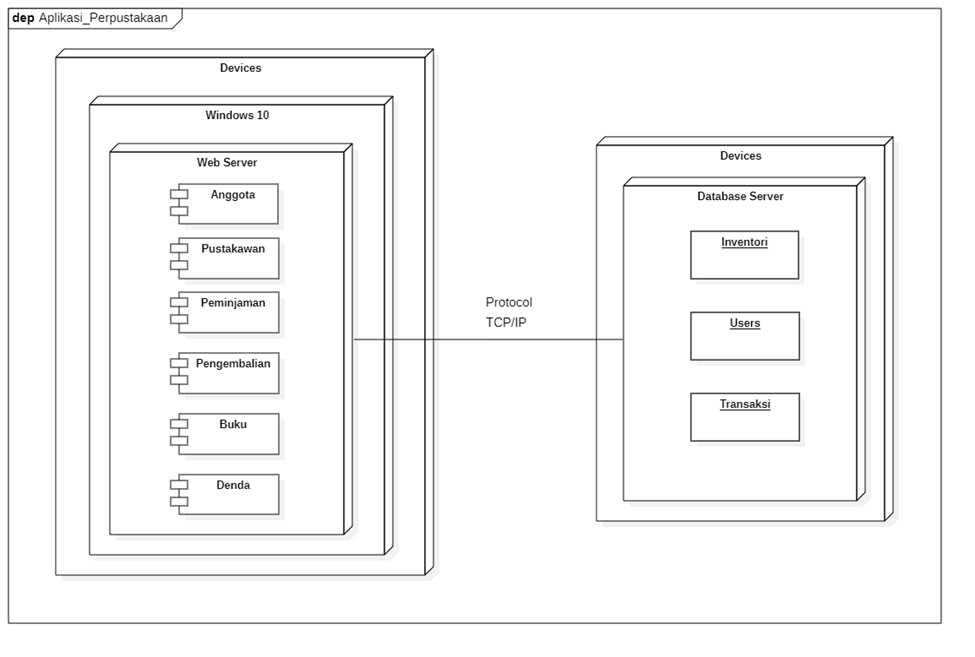 dep Aplikasi_Perpustakaan
Devices
Windows 10
Web Server
Anggota
Pustakawan
Peminjaman
Pengembalian
Buku
Denda
Protocol
TCP/IP
Devices
Database Server
Inventori
Users
Transaksi